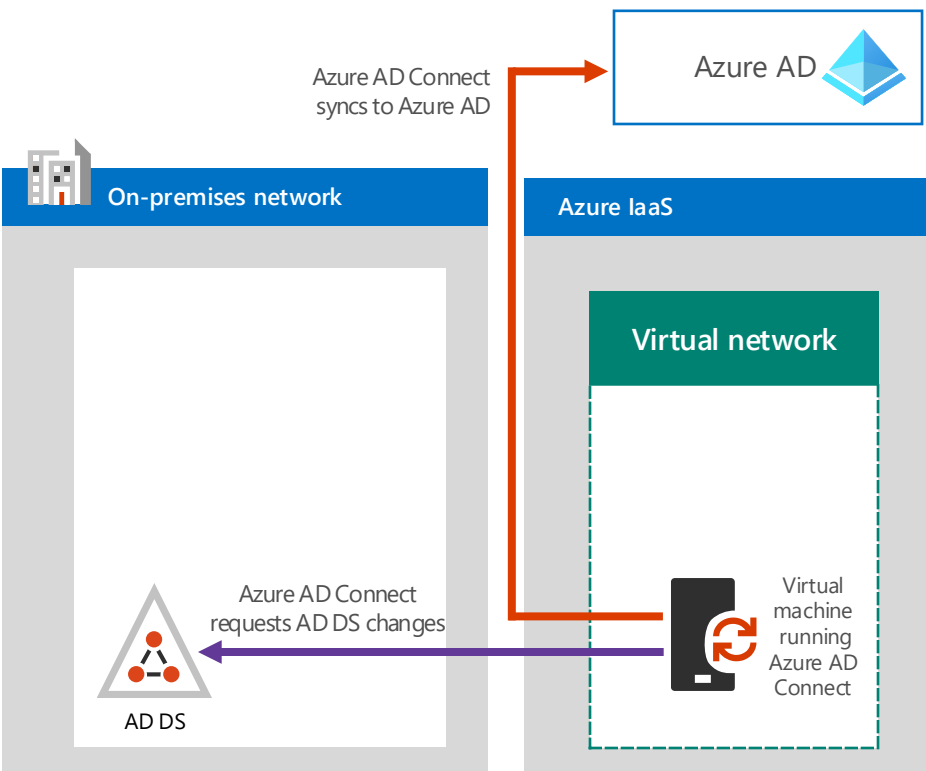 Azure AD
Azure AD Connect
syncs to Azure AD
On-premises network
Azure IaaS
Virtual network
Azure AD Connect
requests AD DS changes
Virtual
machine
running
Azure AD
Connect
AD DS